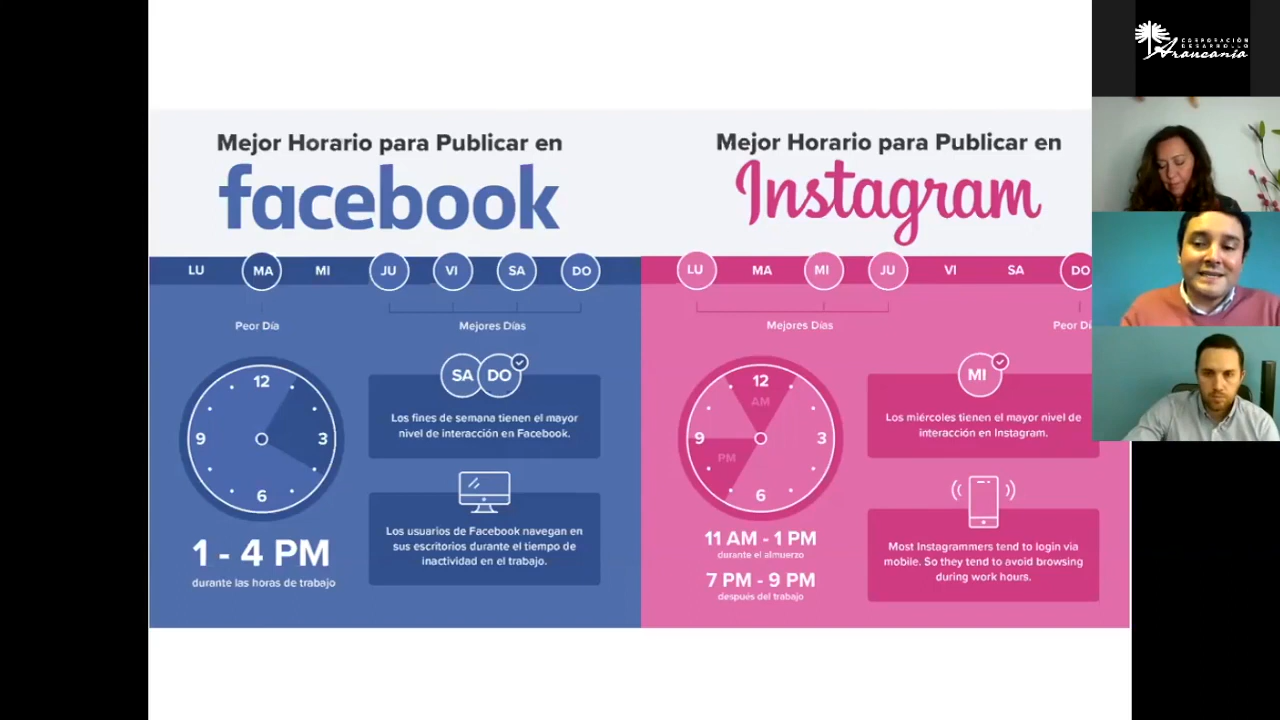 CORPORACIÓN
DESARROLLO
Araucanía
Mejor Horario para Publicar en
facebook
LU
MA
MI
JU
VI
SA
DO
Peor Día
Mejores Días
12
3
6
9
1 - 4 PM
durante las horas de trabajo
SA
DO
Los fines de semana tienen el mayor
nivel de interacción en Facebook.
Los usuarios de Facebook navegan en
sus escritorios durante el tiempo de
inactividad en el trabajo.
Mejor Horario para Publicar en
Instagram
LU
MA
MI
JU
VI
SA
DO
Mejores Días
Peor Dí
12
AM
3
6
9
PM
11 AM - 1 PM
durante el almuerzo
7 PM - 9 PM
después del trabajo
MI
Los miércoles tienen el mayor nivel de
interacción en Instagram.
Most Instagrammers tend to login via
mobile. So they tend to avoid browsing
during work hours.